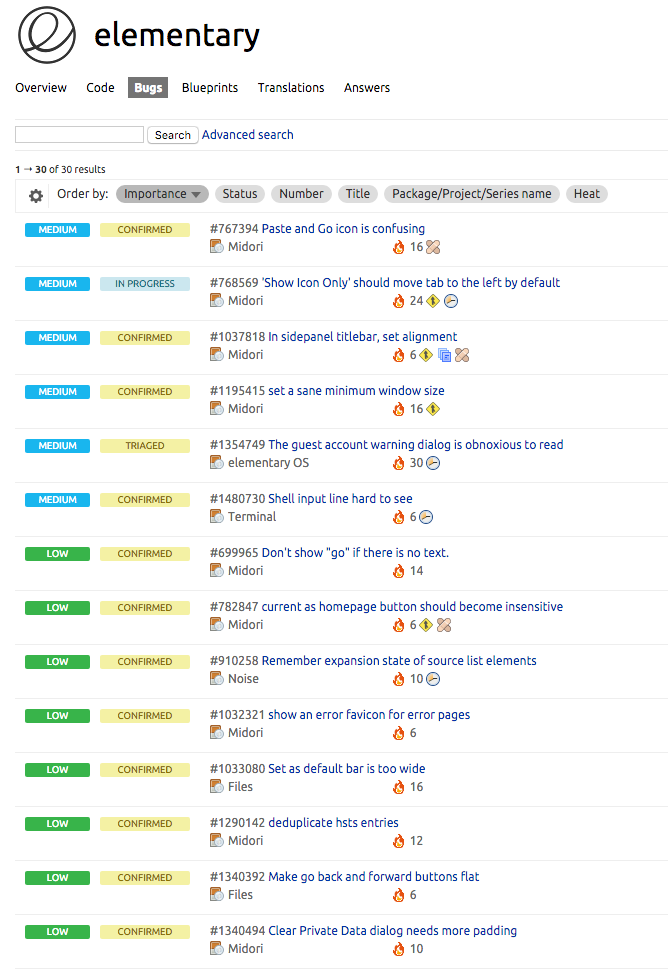 elementary
Overview Code Bugs Blueprints Translations Answers
Search Advanced search
1 → 30 of 30 results
Order by: Importance Status Number Title Package/Project/Series name Heat
MEDIUM CONFIRMED #767394 Paste and Go icon is confusing
Midori 16
MEDIUM IN PROGRESS #768569 'Show Icon Only' should move tab to the left by default
Midori 24
MEDIUM CONFIRMED #1037818 In sidepanel titlebar, set alignment
Midori 6
MEDIUM CONFIRMED #1195415 set a sane minimum window size
Midori 16
MEDIUM TRIAGED #1354749 The guest account warning dialog is obnoxious to read
elementary OS 30
MEDIUM CONFIRMED #1480730 Shell input line hard to see
Terminal 6
LOW CONFIRMED #699965 Don't show "go" if there is no text.
Midori 14
LOW CONFIRMED #782847 current as homepage button should become insensitive
Midori 6
LOW CONFIRMED #910258 Remember expansion state of source list elements
Noise 10
LOW CONFIRMED #1032321 show an error favicon for error pages
Midori 6
LOW CONFIRMED #1033080 Set as default bar is too wide
Files 16
LOW CONFIRMED #1290142 deduplicate hsts entries
Midori 12
LOW CONFIRMED #1340392 Make go back and forward buttons flat
Files 6
LOW CONFIRMED #1340494 Clear Private Data dialog needs more padding
Midori 10